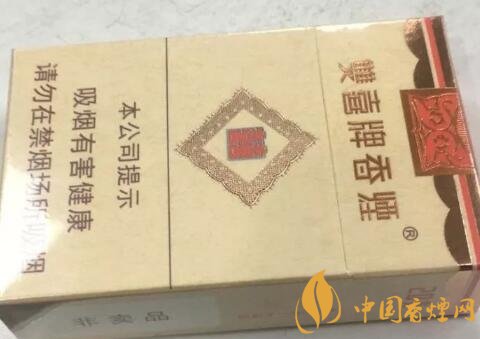 雙喜牌香煙
®
本公司提示
吸烟有害健康
请勿在禁烟场所吸烟
中国香烟网